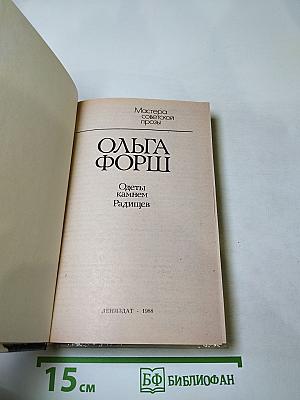 Мастера
советской
прозы
ОЛЬГА
ФОРШ
Одеты
камнем
Радищев
ЛЕНИЗДАТ · 1988
15 см
БФ БИБЛИОФАН